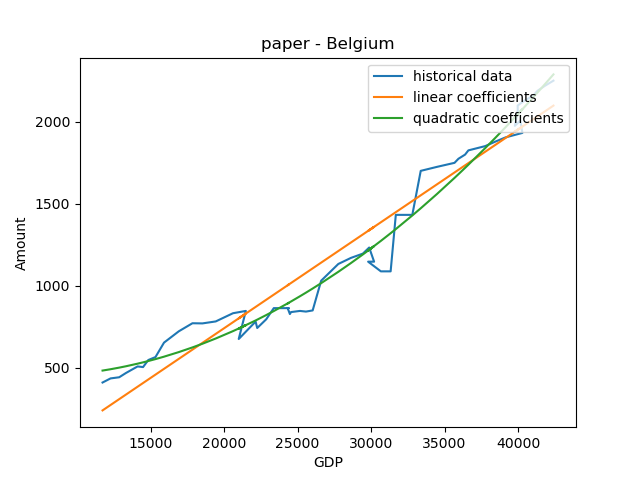 paper - Belgium
historical data
linear coefficients
quadratic coefficients
Amount
2000
1500
1000
500
15000 20000 25000 30000 35000 40000
GDP